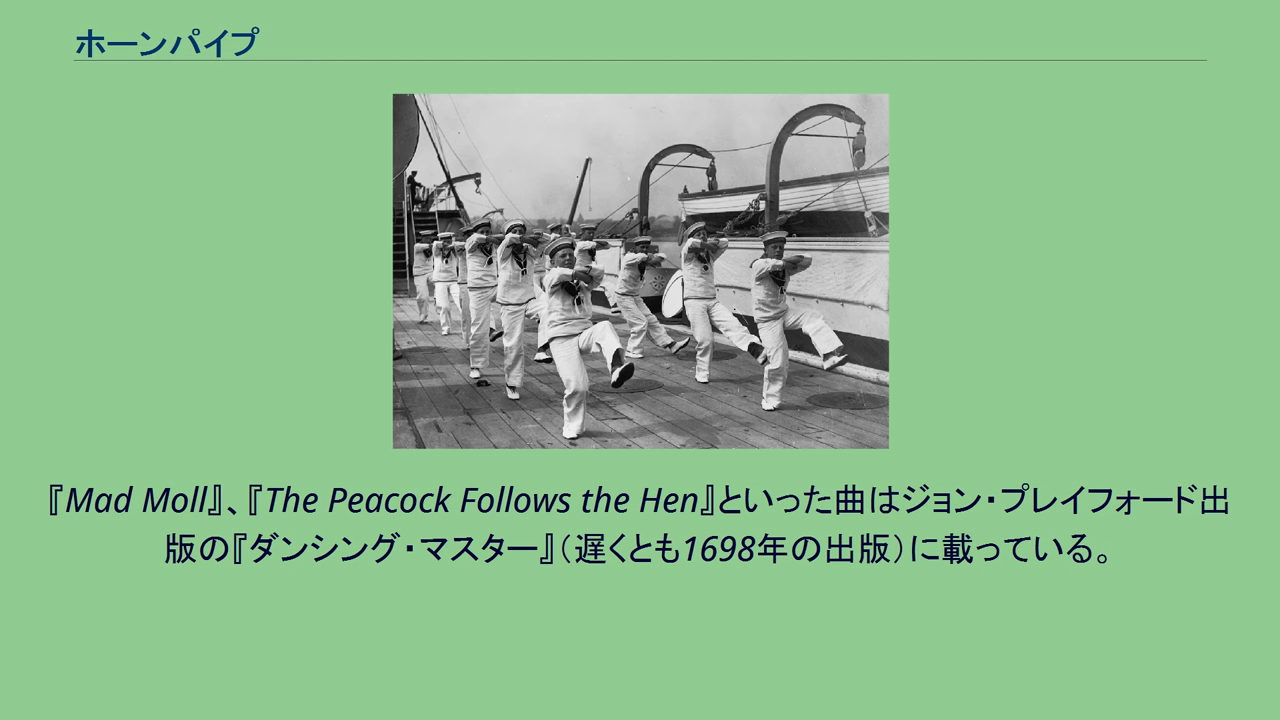 ホーンパイプ
『Mad Moll』、『The Peacock Follows the Hen』といった曲はジョン・プレイフォード出
版の『ダンシング・マスター』（遅くとも1698年の出版）に載っている。